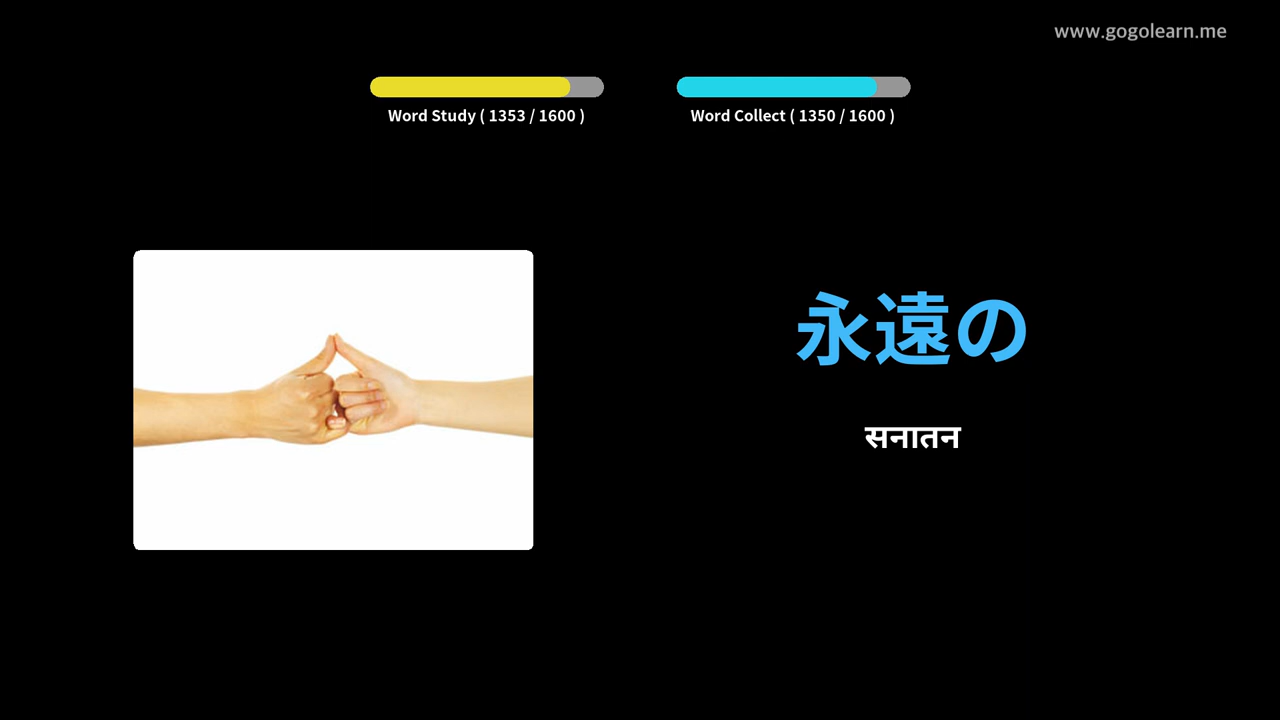 www.gogolearn.me
Word Study ( 1353 / 1600 )
Word Collect ( 1350 / 1600 )
永遠の
सनातन